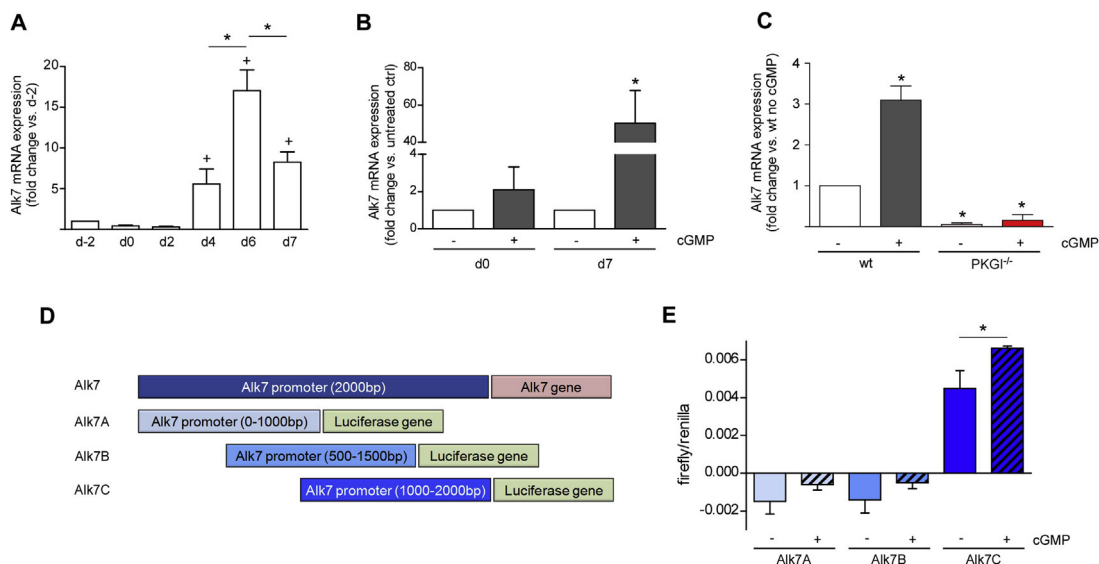 A
Alk7 mRNA expression
(fold change vs. d-2)
20
15
10
5
*
*
+
+
+
d-2 d0 d2 d4 d6 d7
B
Alk7 mRNA expression
(fold change vs. untreated ctrl)
80
60
40
4
2
0
*
- + - + cGMP
d0 d7
C
Alk7 mRNA expression
(fold change vs. wt no cGMP)
4
3
2
1
0
*
*
*
- + - + cGMP
wt PKGI-/-
D
Alk7 Alk7 promoter (2000bp) Alk7 gene
Alk7A Alk7 promoter (0-1000bp) Luciferase gene
Alk7B Alk7 promoter (500-1500bp) Luciferase gene
Alk7C Alk7 promoter (1000-2000bp) Luciferase gene
E
firefly/renilla
0.006
0.004
0.002
0.000
-0.002
*
- + - + - + cGMP
Alk7A Alk7B Alk7C